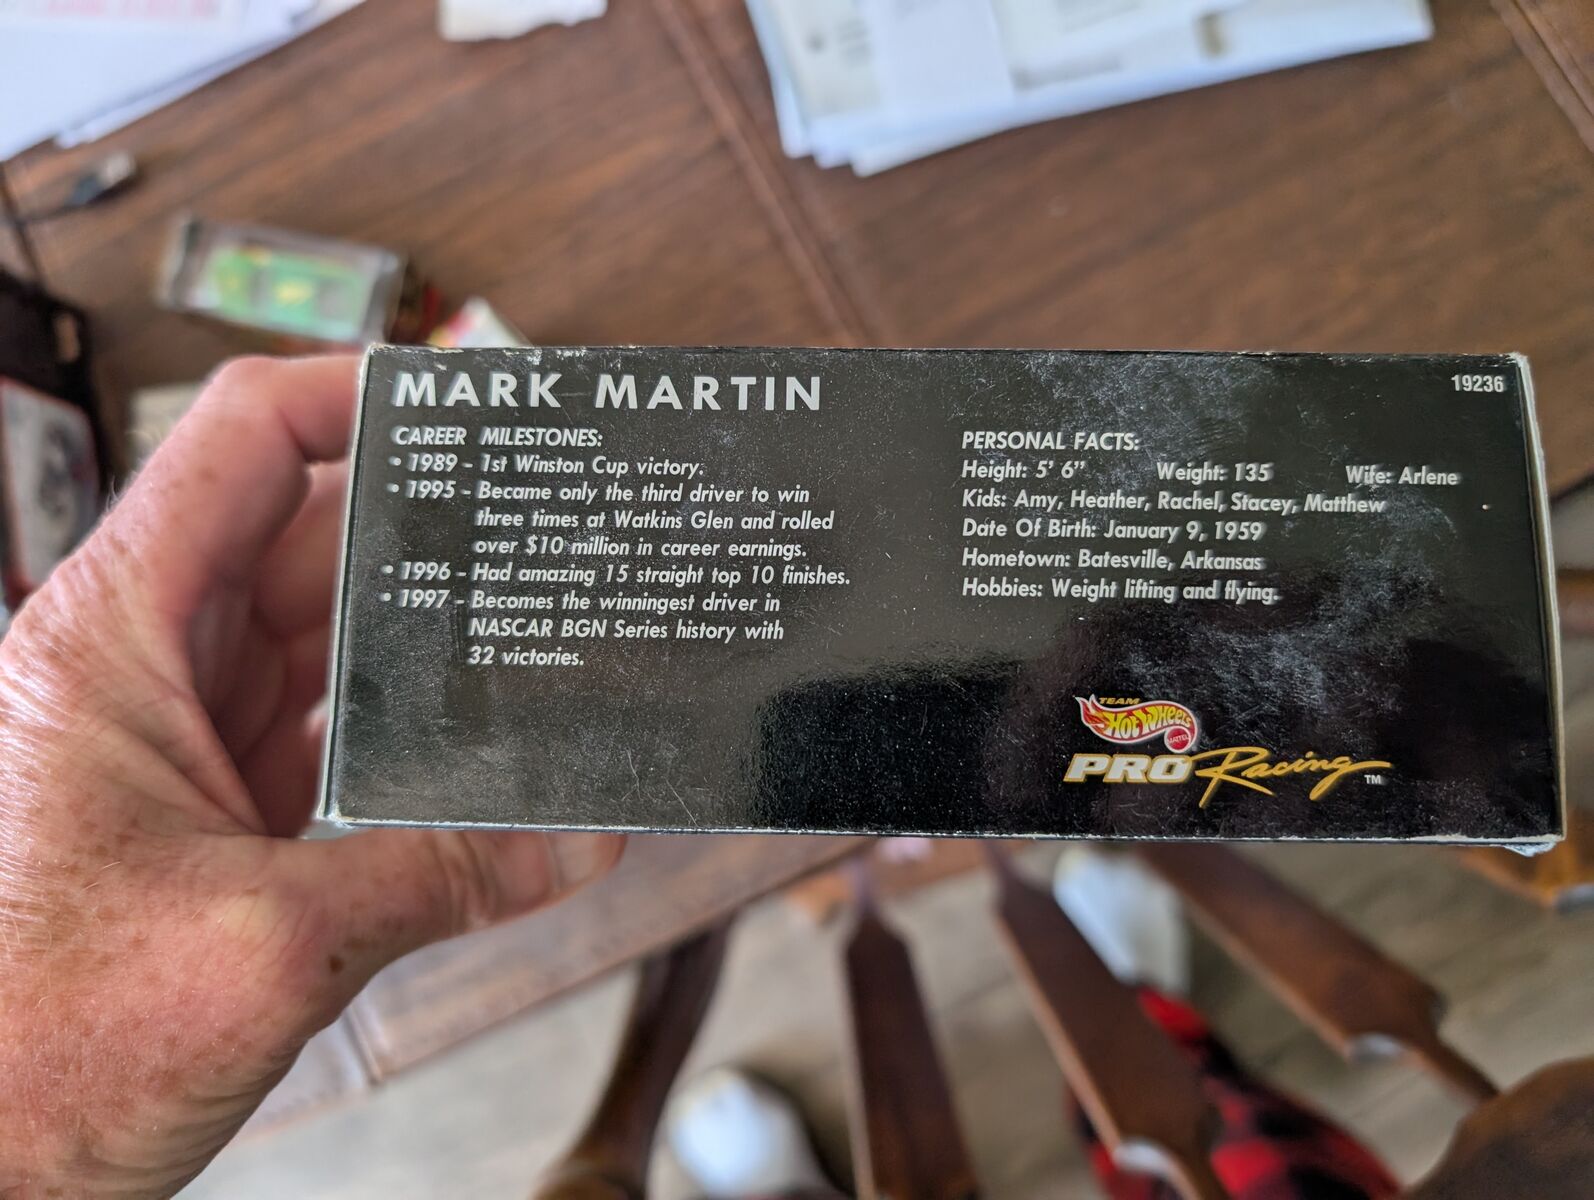 MARK MARTIN
19236
CAREER MILESTONES:
• 1989 - 1st Winston Cup victory.
• 1995 - Became only the third driver to win
three times at Watkins Glen and rolled
over $10 million in career earnings.
• 1996 - Had amazing 15 straight top 10 finishes.
• 1997 - Becomes the winningest driver in
NASCAR BGN Series history with
32 victories.
PERSONAL FACTS:
Height: 5' 6" Weight: 135 Wife: Arlene
Kids: Amy, Heather, Rachel, Stacey, Matthew
Date Of Birth: January 9, 1959
Hometown: Batesville, Arkansas
Hobbies: Weight lifting and flying.
TEAM
HOT WHEELS
MATTEL
PRO Racing™